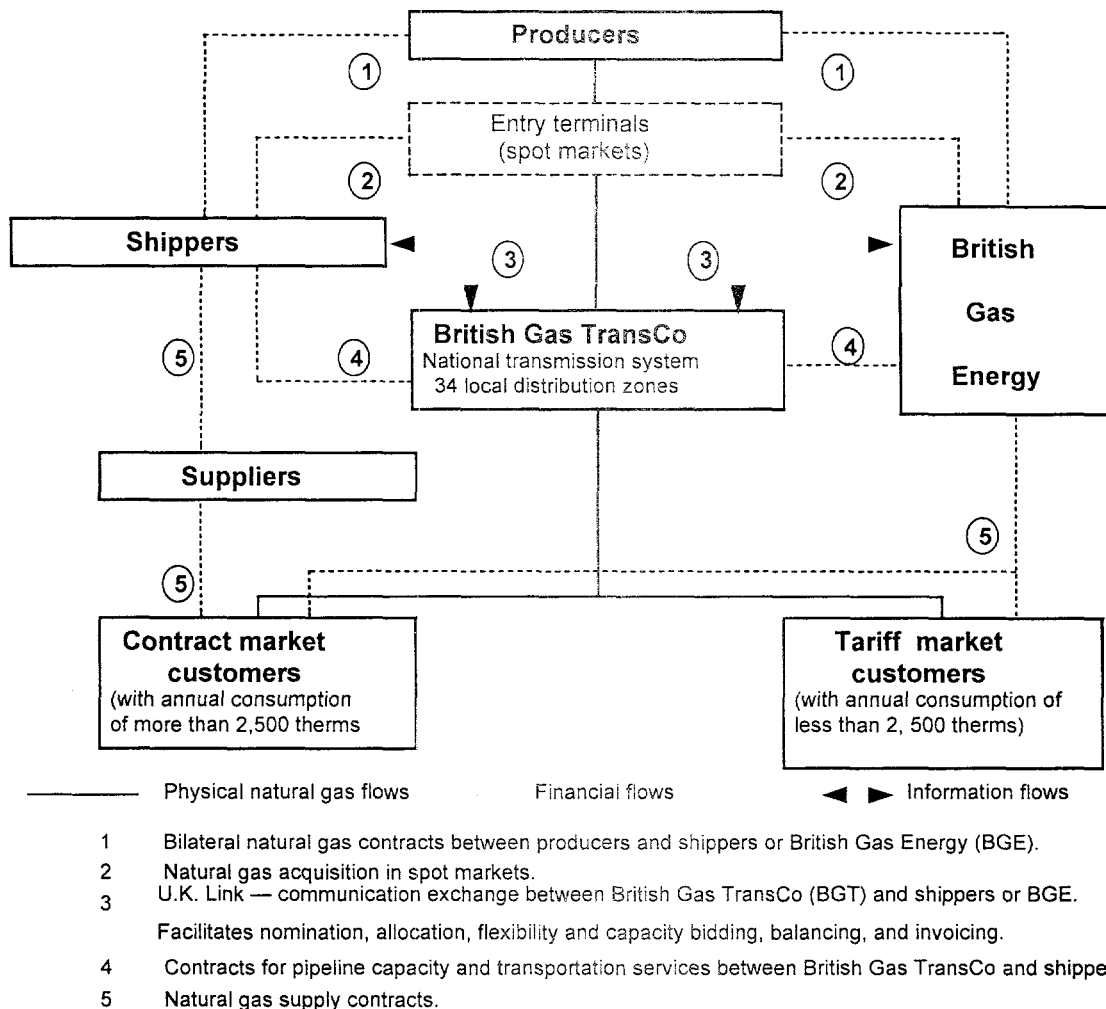 Producers
1
1
Entry terminals
(spot markets)
2
2
Shippers
British
Gas
Energy
3
3
British Gas TransCo
National transmission system
34 local distribution zones
5
4
4
Suppliers
5
5
Contract market
customers
(with annual consumption
of more than 2,500 therms
Tariff market
customers
(with annual consumption of
less than 2, 500 therms)
Physical natural gas flows
Financial flows
Information flows
1 Bilateral natural gas contracts between producers and shippers or British Gas Energy (BGE).
2 Natural gas acquisition in spot markets.
3 U.K. Link — communication exchange between British Gas TransCo (BGT) and shippers or BGE.
Facilitates nomination, allocation, flexibility and capacity bidding, balancing, and invoicing.
4 Contracts for pipeline capacity and transportation services between British Gas TransCo and shippe
5 Natural gas supply contracts.